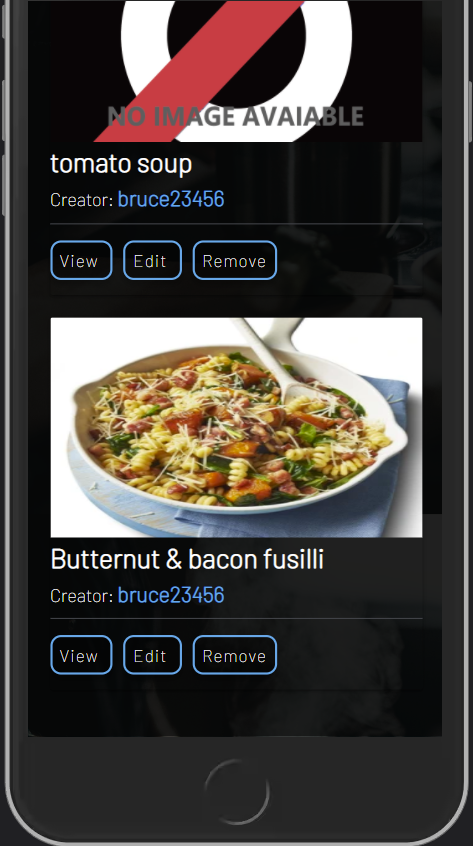 NO IMAGE AVAIABLE
tomato soup
Creator: bruce23456
View Edit Remove
Butternut & bacon fusilli
Creator: bruce23456
View Edit Remove